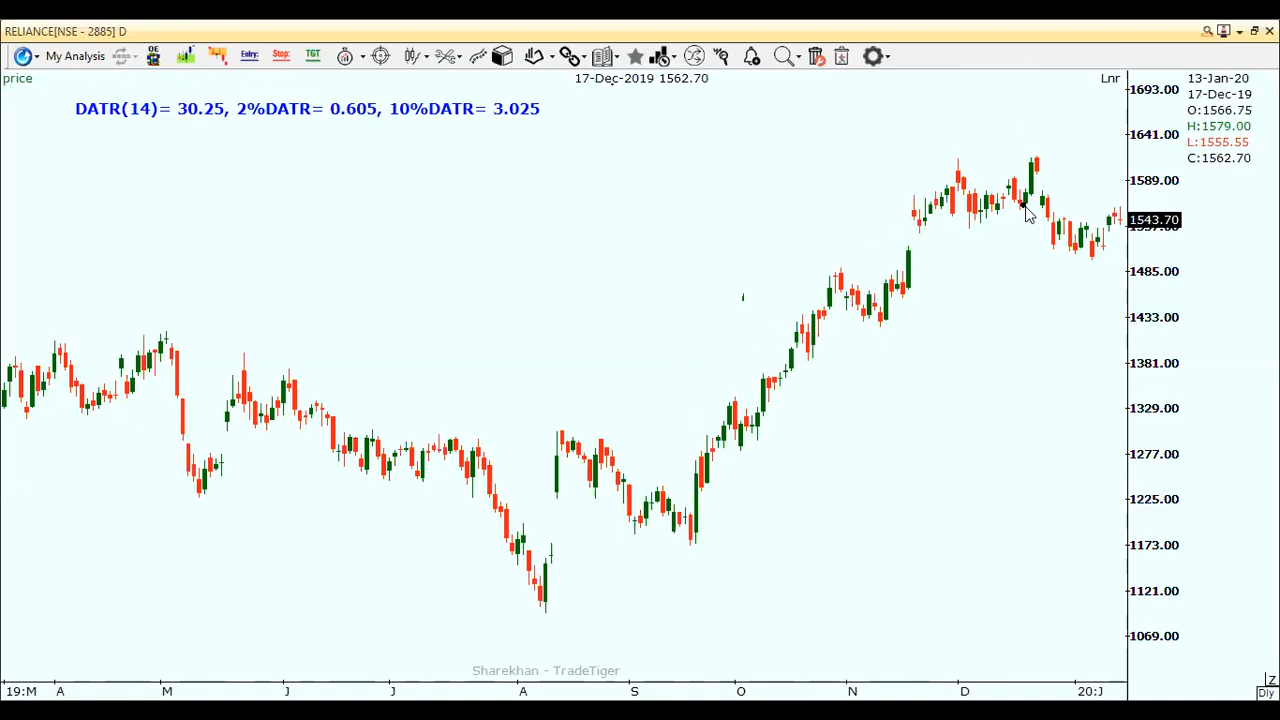 RELIANCE[NSE - 2885] D
My Analysis
OE
Entry:
Stop:
TGT
price
17-Dec-2019 1562.70
Lnr
13-Jan-20
17-Dec-19
O:1566.75
H:1579.00
L:1555.55
C:1562.70
DATR(14)= 30.25, 2%DATR= 0.605, 10%DATR= 3.025
1693.00
1641.00
1589.00
1543.70
1537.00
1485.00
1433.00
1381.00
1329.00
1277.00
1225.00
1173.00
1121.00
1069.00
Sharekhan - TradeTiger
19:M A M J J A S O N D 20:J
Z
Dly